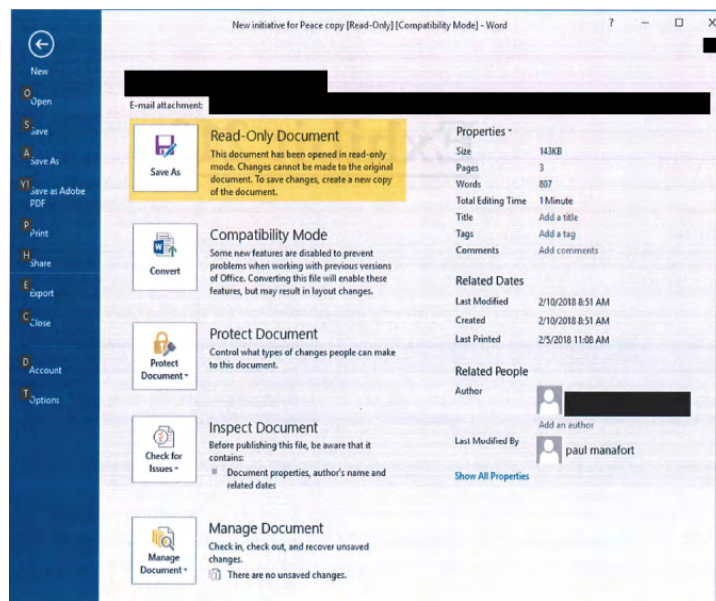 New initiative for Peace copy [Read-Only] [Compatibility Mode] - Word
?
New
O
Open
S
Save
A
Save As
Y1
Save as Adobe
PDF
P
Print
H
Share
E
Export
C
Close
D
Account
T
Options
E-mail attachment:
Save As
Read-Only Document
This document has been opened in read-only
mode. Changes cannot be made to the original
document. To save changes, create a new copy
of the document.
Convert
Compatibility Mode
Some new features are disabled to prevent
problems when working with previous versions
of Office. Converting this file will enable these
features, but may result in layout changes.
Protect
Document
Protect Document
Control what types of changes people can make
to this document.
Check for
Issues
Inspect Document
Before publishing this file, be aware that it
contains:
Document properties, author's name and
related dates
Manage
Document
Manage Document
Check in, check out, and recover unsaved
changes.
There are no unsaved changes.
Properties
Size 143KB
Pages 3
Words 807
Total Editing Time 1 Minute
Title Add a title
Tags Add a tag
Comments Add comments
Related Dates
Last Modified 2/10/2018 8:51 AM
Created 2/10/2018 8:51 AM
Last Printed 2/5/2018 11:08 AM
Related People
Author
Add an author
Last Modified By paul manafort
Show All Properties